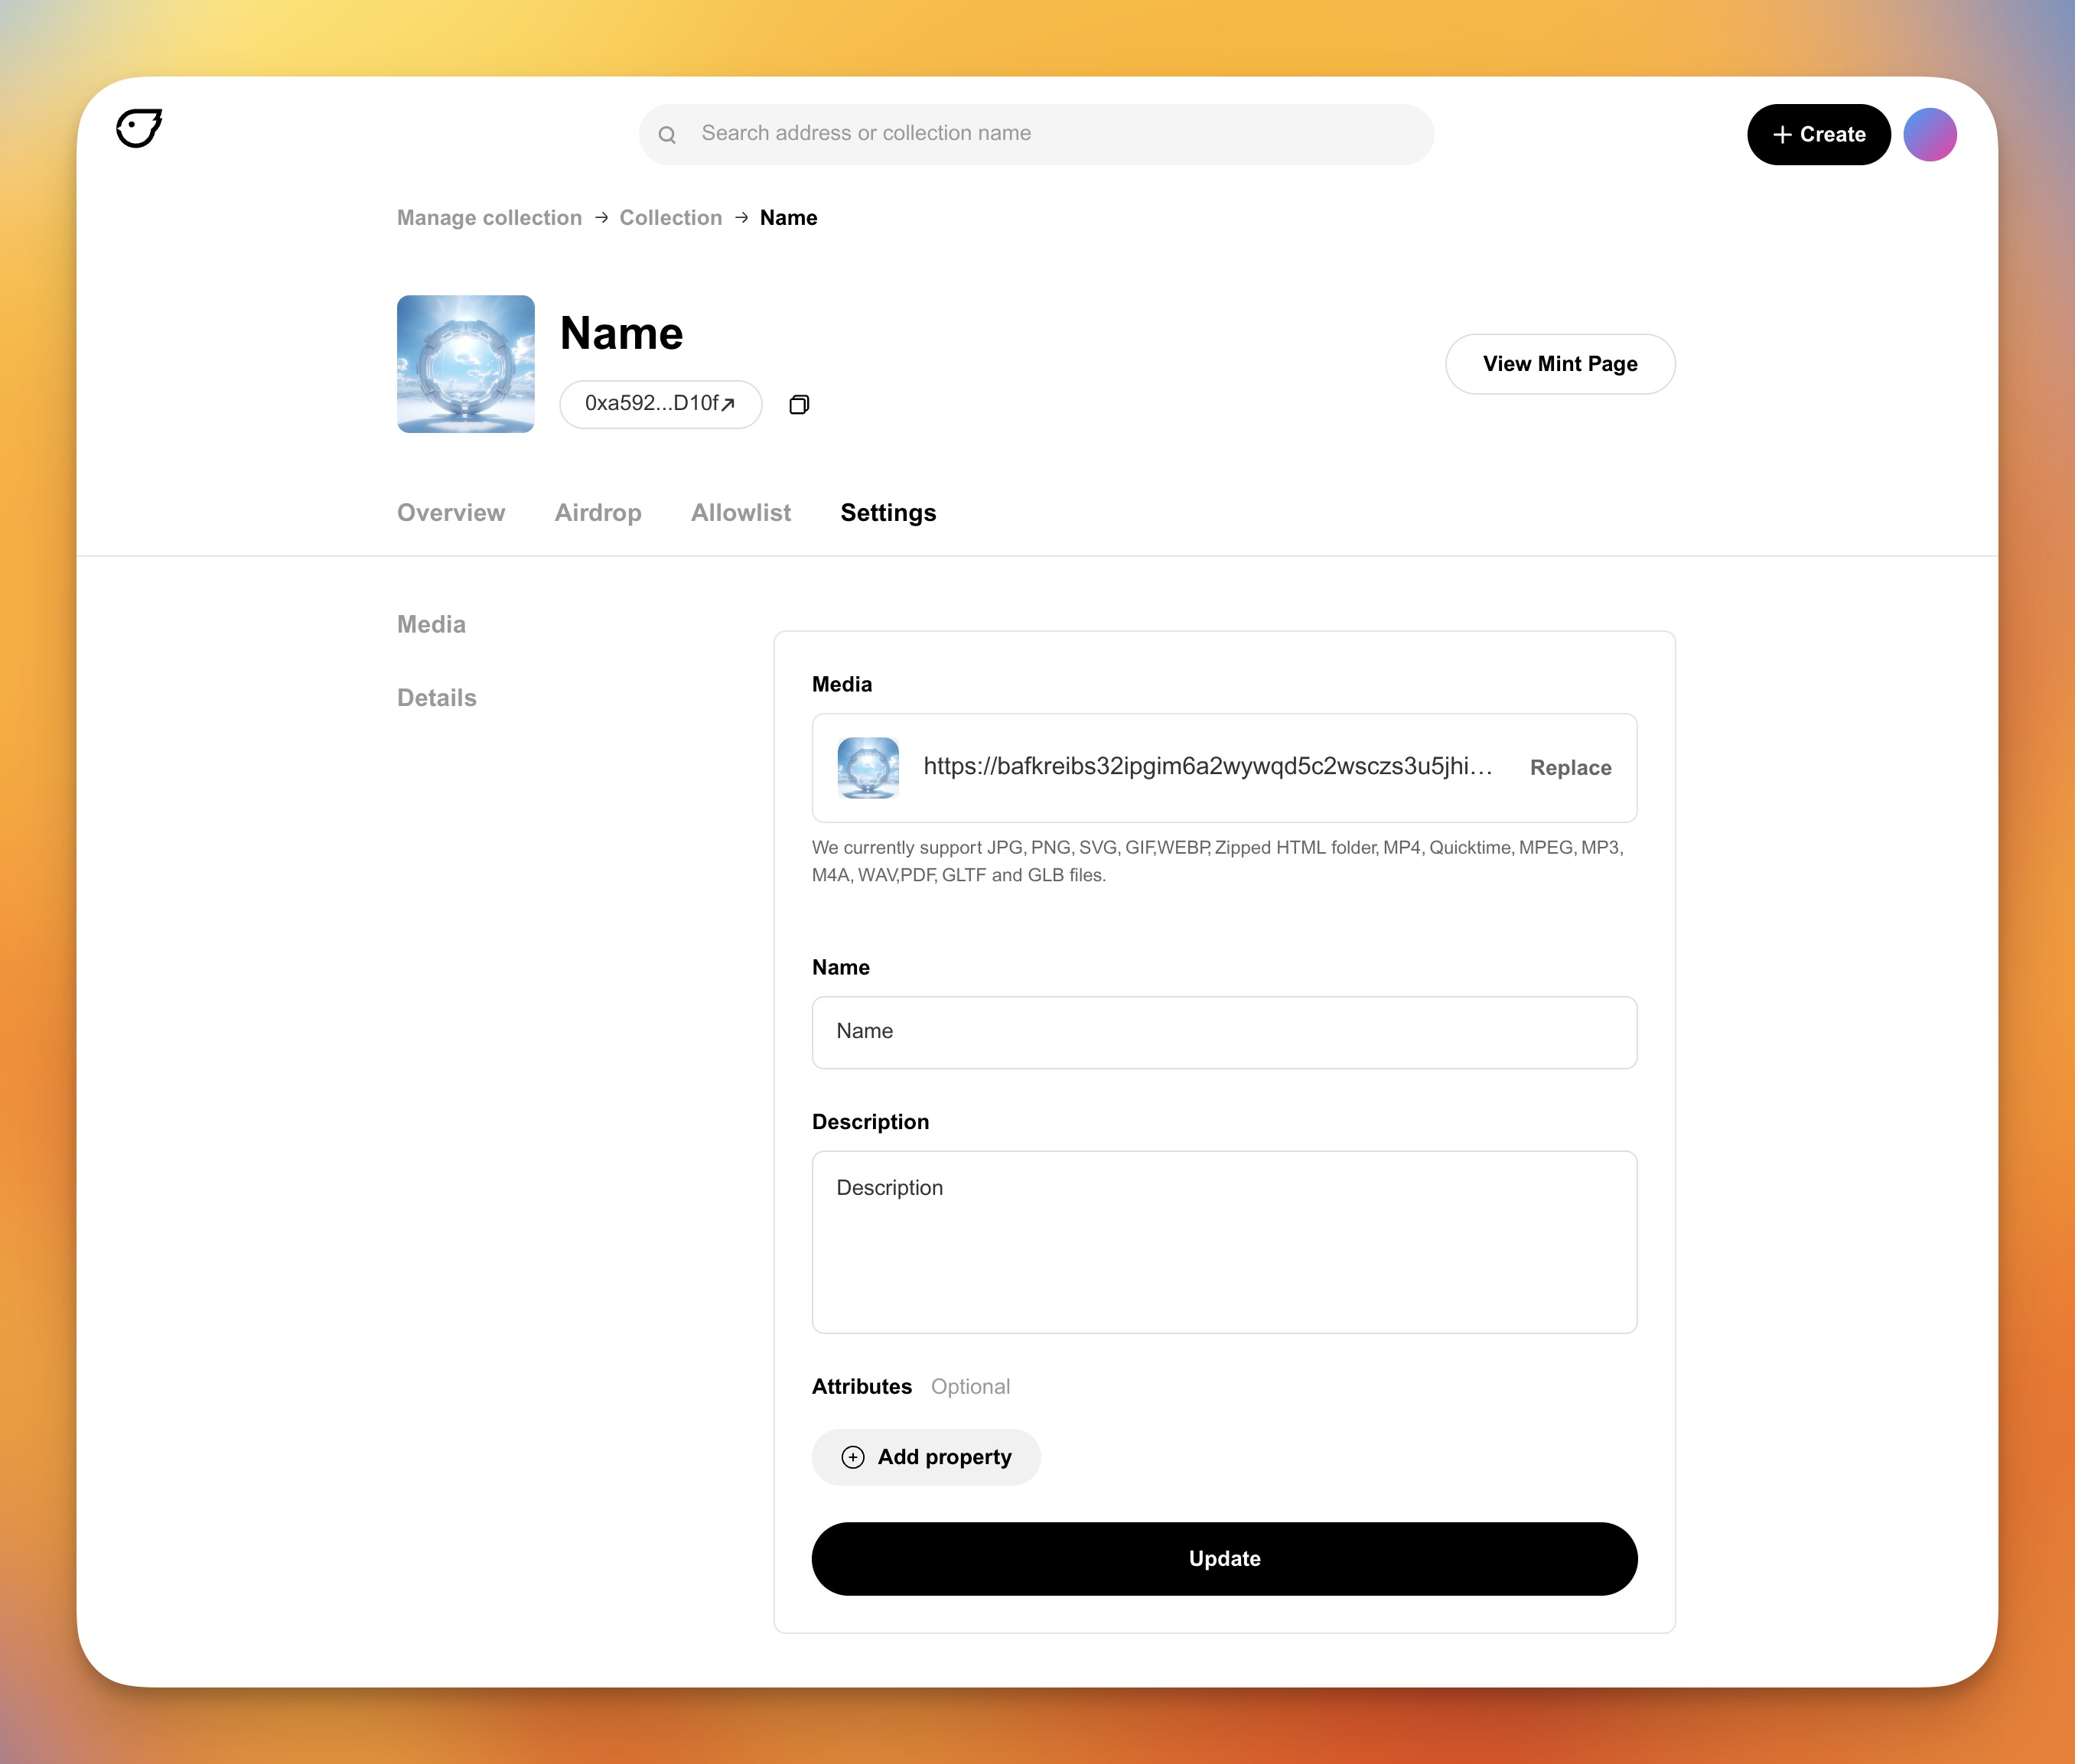 Search address or collection name
Create
Manage collection → Collection → Name
Name
0xa592...D10f↗
View Mint Page
Overview Airdrop Allowlist Settings
Media
Details
Media
https://bafkreibs32ipgim6a2wywqd5c2wsczs3u5jhi... Replace
We currently support JPG, PNG, SVG, GIF,WEBP, Zipped HTML folder, MP4, Quicktime, MPEG, MP3,
M4A, WAV,PDF, GLTF and GLB files.
Name
Name
Description
Description
Attributes Optional
Add property
Update